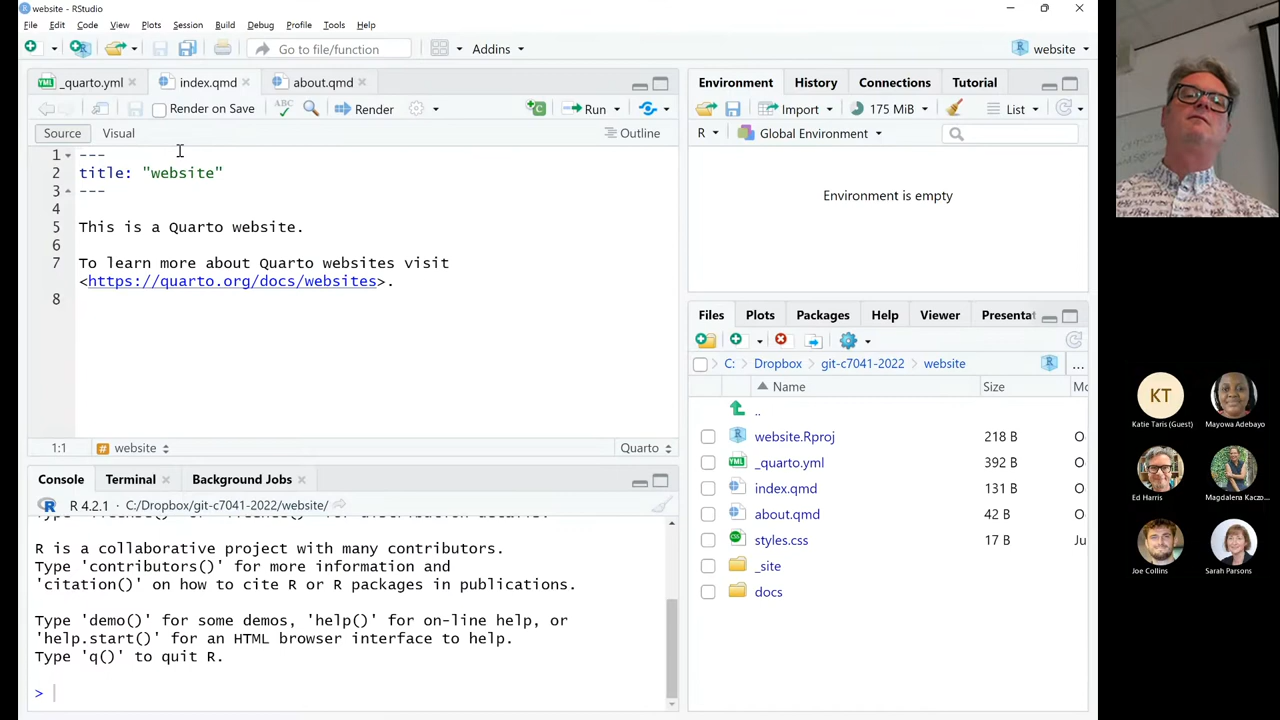 website - RStudio
File Edit Code View Plots Session Build Debug Profile Tools Help
Go to file/function
Addins
website
_quarto.yml
index.qmd
about.qmd
Render on Save
ABC
Render
Run
Source
Visual
Outline
1 ---
2 title: "website"
3 ---
4
5 This is a Quarto website.
6
7 To learn more about Quarto websites visit
<https://quarto.org/docs/websites>.
8
1:1
# website
Quarto
Console
Terminal
Background Jobs
R 4.2.1 · C:/Dropbox/git-c7041-2022/website/
R is a collaborative project with many contributors.
Type 'contributors()' for more information and
'citation()' on how to cite R or R packages in publications.
Type 'demo()' for some demos, 'help()' for on-line help, or
'help.start()' for an HTML browser interface to help.
Type 'q()' to quit R.
>
Environment
History
Connections
Tutorial
Import
175 MiB
List
R
Global Environment
Environment is empty
Files
Plots
Packages
Help
Viewer
Presentat
C:
Dropbox
git-c7041-2022
website
...
Name
Size
Mo
..
website.Rproj 218 B O
YML _quarto.yml 392 B O
index.qmd 131 B O
about.qmd 42 B O
styles.css 17 B Ju
_site
docs
KT
Katie Taris (Guest)
Mayowa Adebayo
Ed Harris
Magdalena Kaczo...
Joe Collins
Sarah Parsons